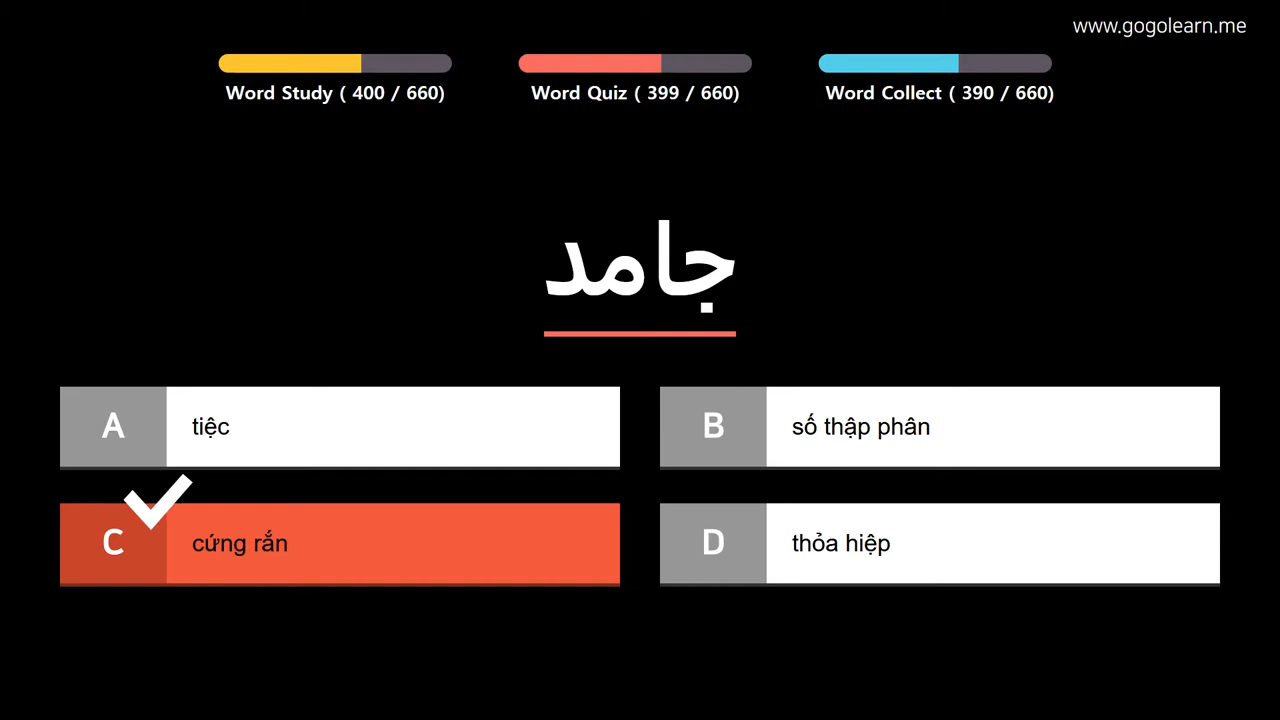 www.gogolearn.me
Word Study ( 400 / 660)
Word Quiz ( 399 / 660)
Word Collect ( 390 / 660)
جامد
A tiệc
B số thập phân
C cứng rắn
D thỏa hiệp